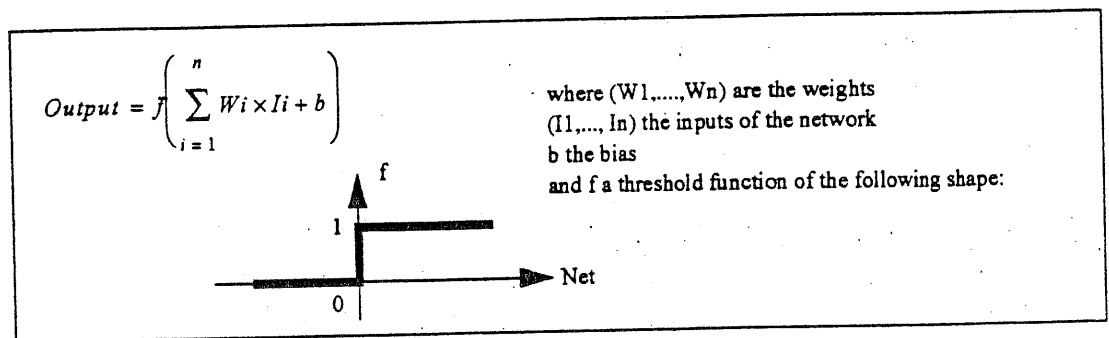 n
Output = f( ∑ Wi × Ii + b )
i = 1
where (W1,....,Wn) are the weights
(I1,..., In) the inputs of the network
b the bias
and f a threshold function of the following shape:
f
1
Net
0